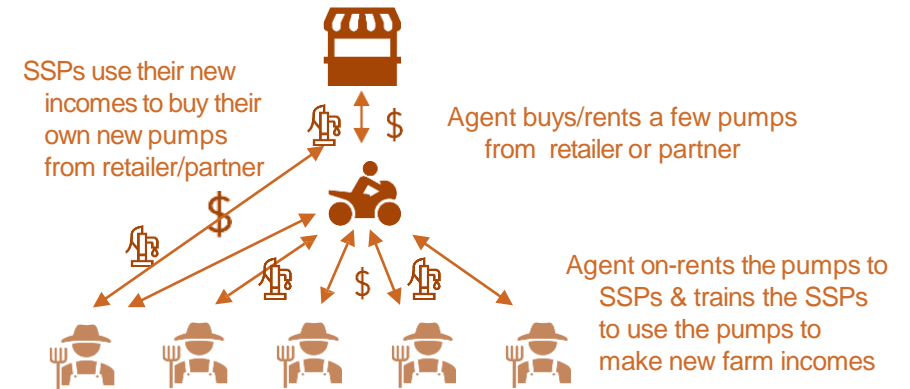 SSPs use their new
incomes to buy their
own new pumps
from retailer/partner
$
Agent buys/rents a few pumps
from retailer or partner
$
$
Agent on-rents the pumps to
SSPs & trains the SSPs
to use the pumps to
make new farm incomes